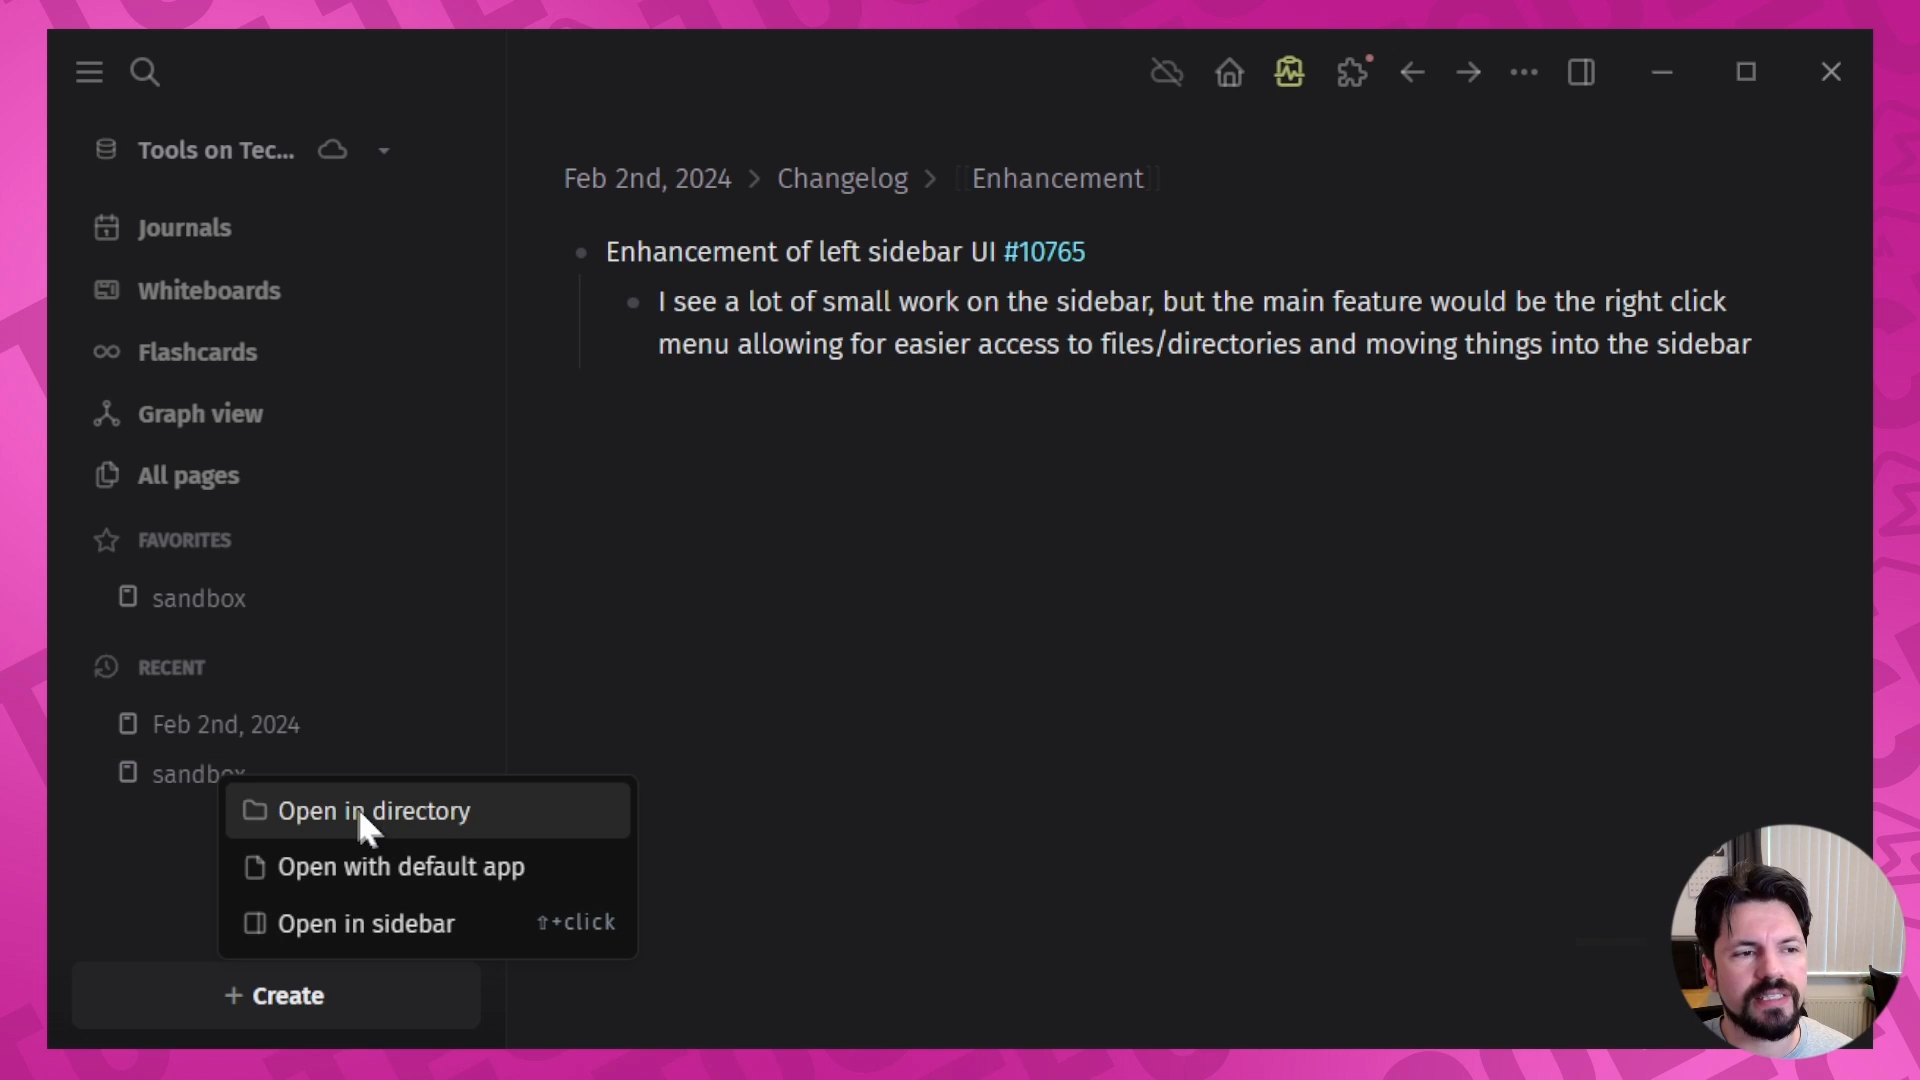 Tools on Tec...
Journals
Whiteboards
Flashcards
Graph view
All pages
FAVORITES
sandbox
RECENT
Feb 2nd, 2024
sandbox
Open in directory
Open with default app
Open in sidebar ⇧+click
+ Create
Feb 2nd, 2024 > Changelog > [[Enhancement]]
Enhancement of left sidebar UI #10765
I see a lot of small work on the sidebar, but the main feature would be the right click
menu allowing for easier access to files/directories and moving things into the sidebar